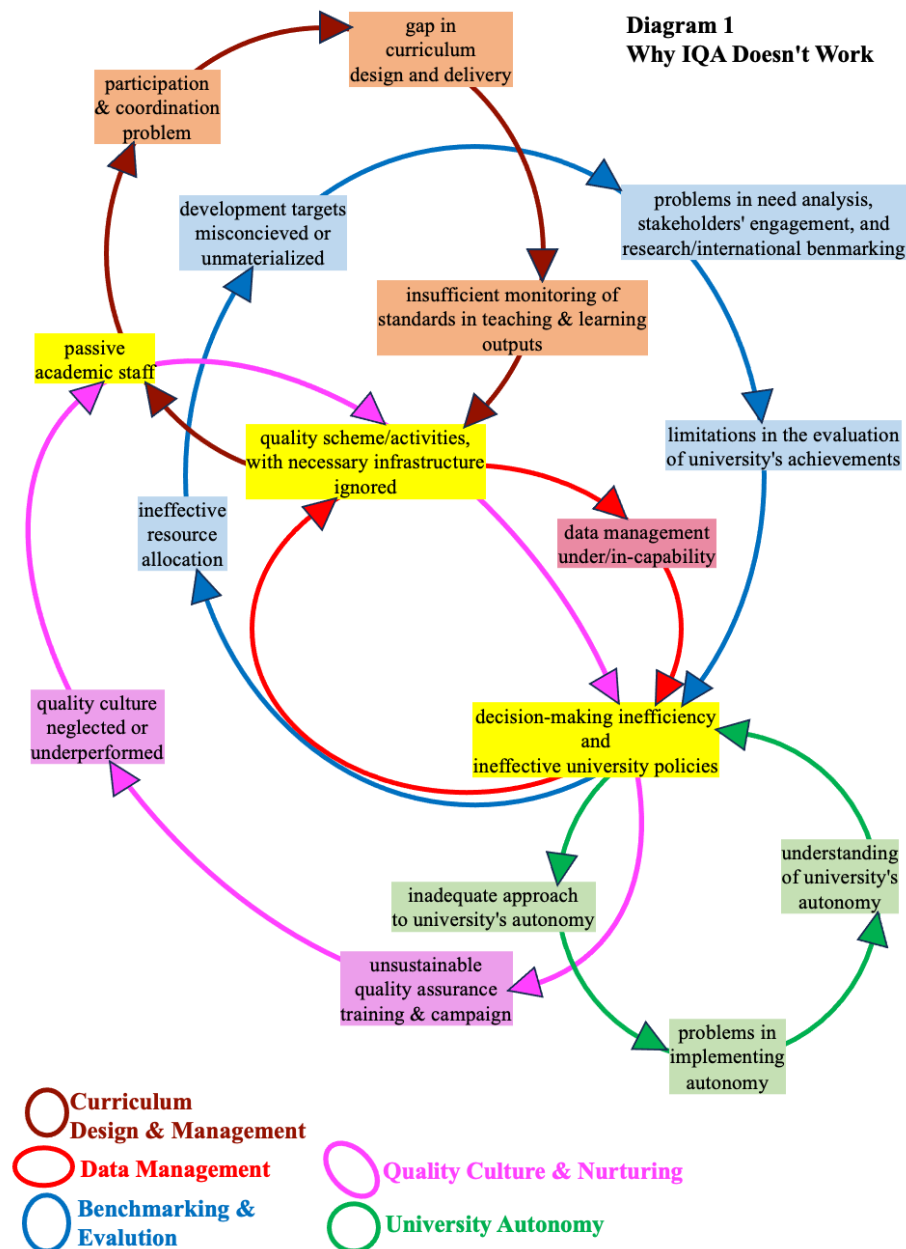 Diagram 1
Why IQA Doesn't Work
gap in
curriculum
design and delivery
participation
& coordination
problem
development targets
misconcieved or
unmaterialized
problems in need analysis,
stakeholders' engagement, and
research/international benmarking
insufficient monitoring of
standards in teaching & learning
outputs
passive
academic staff
quality scheme/activities,
with necessary infrastructure
ignored
limitations in the evaluation
of university's achievements
ineffective
resource
allocation
data management
under/in-capability
quality culture
neglected or
underperformed
decision-making inefficiency
and
ineffective university policies
understanding
of university's
autonomy
inadequate approach
to university's autonomy
unsustainable
quality assurance
training & campaign
problems in
implementing
autonomy
Curriculum
Design & Management
Data Management
Benchmarking &
Evalution
Quality Culture & Nurturing
University Autonomy